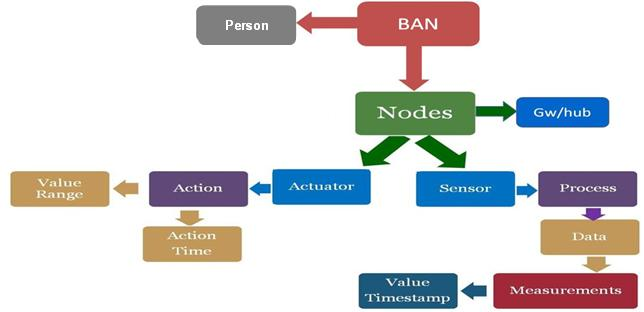 Person
BAN
Nodes
Gw/hub
Value
Range
Action
Actuator
Sensor
Process
Action
Time
Data
Value
Timestamp
Measurements